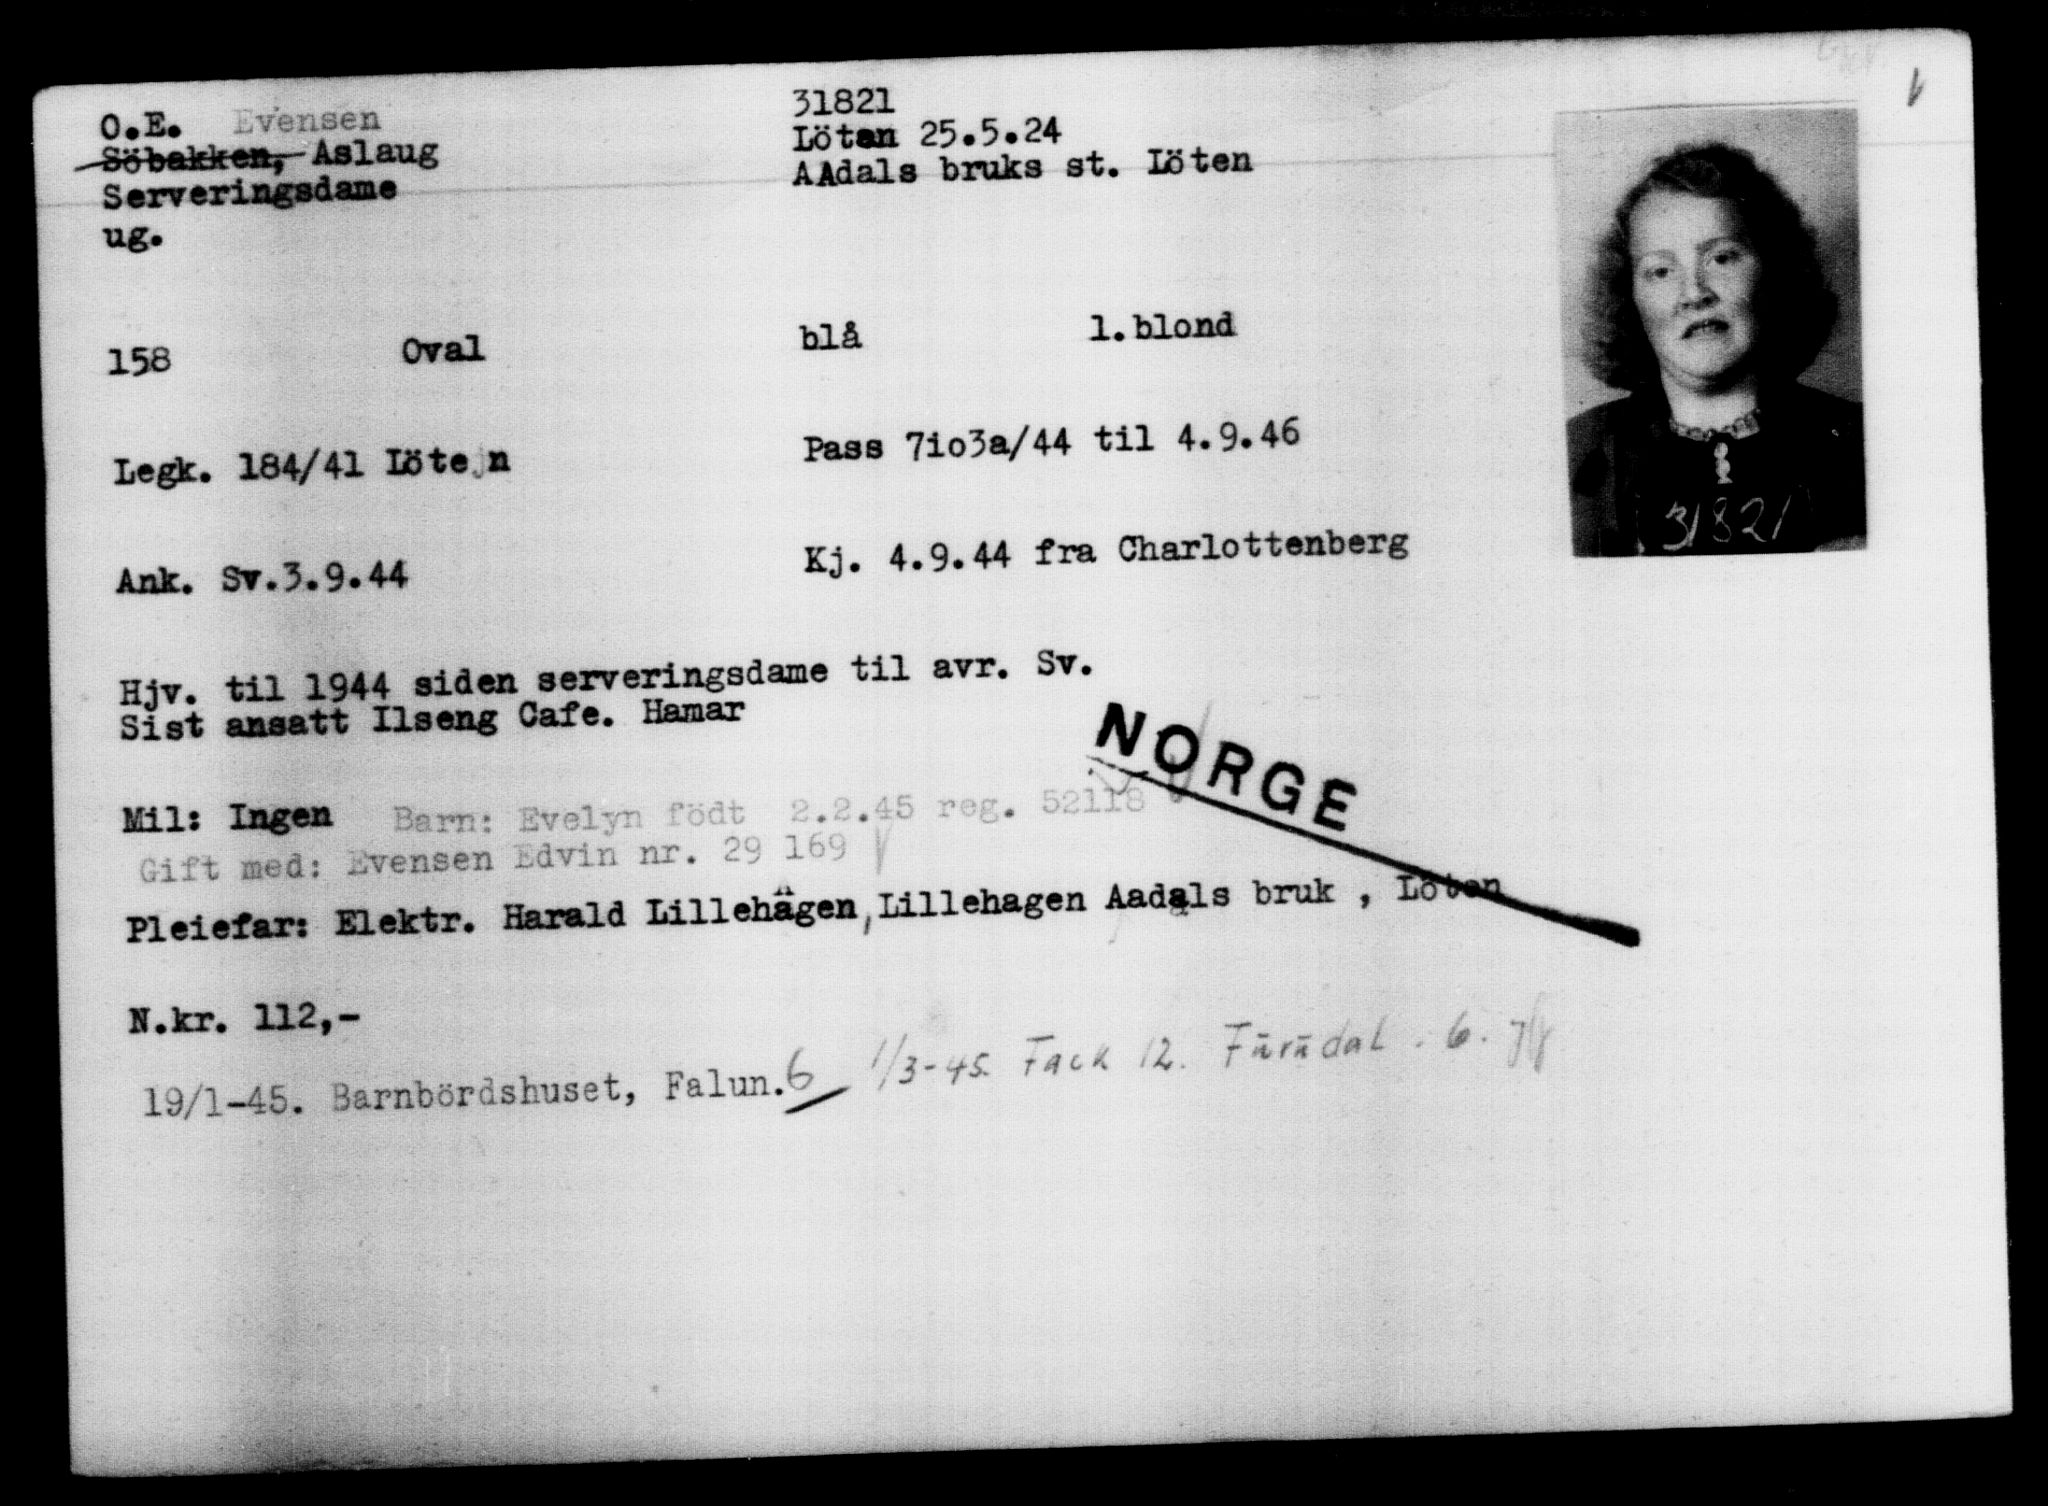 31821
O.E. Evensen
Löten 25.5.24
Söbakken, Aslaug
AAdals bruks st. Löten
Serveringsdame
ug.
158 Oval blå l.blond
Legk. 184/41 Löten
Pass 7io3a/44 til 4.9.46
31821
Ank. Sv.3.9.44
Kj. 4.9.44 fra Charlottenberg
Hjv. til 1944 siden serveringsdame til avr. Sv.
Sist ansatt Ilseng Cafe. Hamar
NORGE
Mil: Ingen Barn: Evelyn födt 2.2.45 reg. 52118
Gift med: Evensen Edvin nr. 29 169
Pleiefar: Elektr. Harald Lillehägen, Lillehagen Aadals bruk , Löten
N.kr. 112,-
19/1-45. Barnbördshuset, Falun. 6 1/3-45. Fack 12. Furudal. 6.